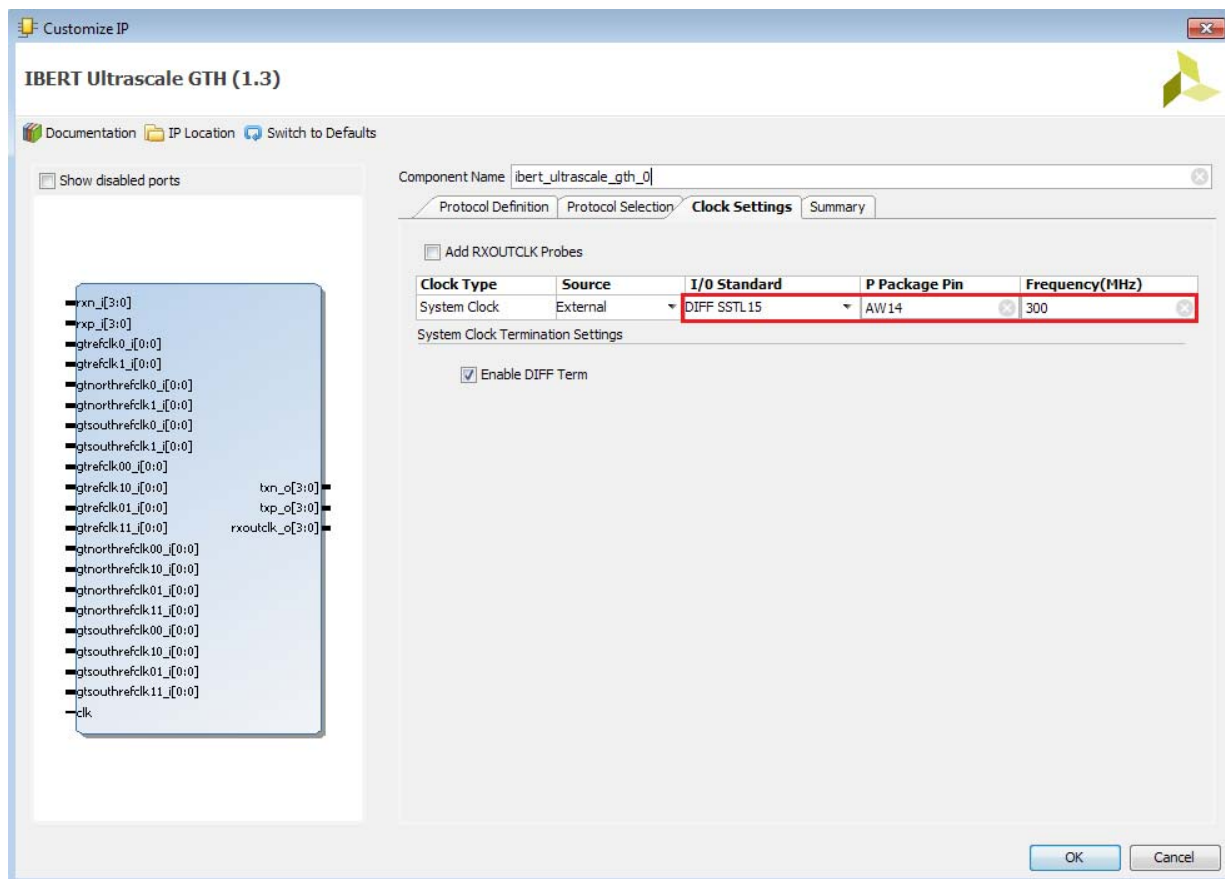 Customize IP
IBERT Ultrascale GTH (1.3)
Documentation IP Location Switch to Defaults
Show disabled ports
rxn_i[3:0]
rxp_i[3:0]
gtrefclk0_i[0:0]
gtrefclk1_i[0:0]
gtnorthrefclk0_i[0:0]
gtnorthrefclk1_i[0:0]
gtsouthrefclk0_i[0:0]
gtsouthrefclk1_i[0:0]
gtrefclk00_i[0:0]
gtrefclk10_i[0:0] txn_o[3:0]
gtrefclk01_i[0:0] txp_o[3:0]
gtrefclk11_i[0:0] rxoutclk_o[3:0]
gtnorthrefclk00_i[0:0]
gtnorthrefclk10_i[0:0]
gtnorthrefclk01_i[0:0]
gtnorthrefclk11_i[0:0]
gtsouthrefclk00_i[0:0]
gtsouthrefclk10_i[0:0]
gtsouthrefclk01_i[0:0]
gtsouthrefclk11_i[0:0]
clk
Component Name ibert_ultrascale_gth_0
Protocol Definition Protocol Selection Clock Settings Summary
Add RXOUTCLK Probes
Clock Type Source I/0 Standard P Package Pin Frequency(MHz)
System Clock External DIFF SSTL15 AW14 300
System Clock Termination Settings
Enable DIFF Term
OK Cancel